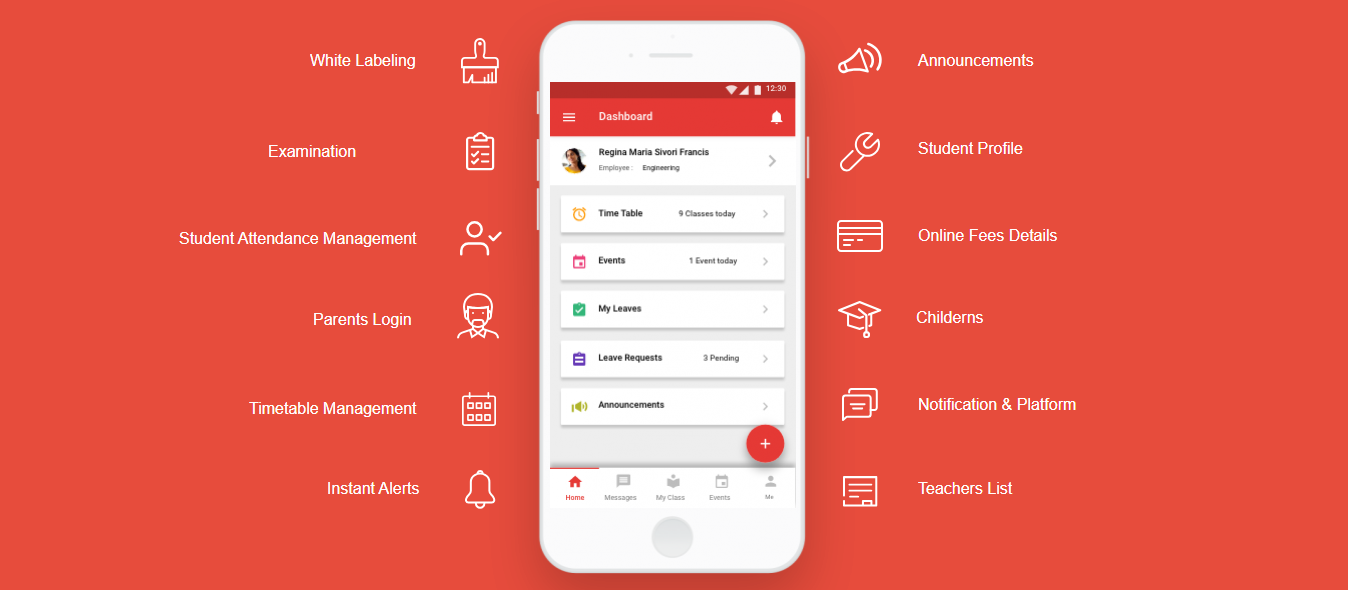 White Labeling
Examination
Student Attendance Management
Parents Login
Timetable Management
Instant Alerts
12:30
Dashboard
Regina Maria Sivori Francis
Employee : Engineering
Time Table 9 Classes today
Events 1 Event today
My Leaves
Leave Requests 3 Pending
Announcements
+
Home Messages My Class Events Me
Announcements
Student Profile
Online Fees Details
Childerns
Notification & Platform
Teachers List